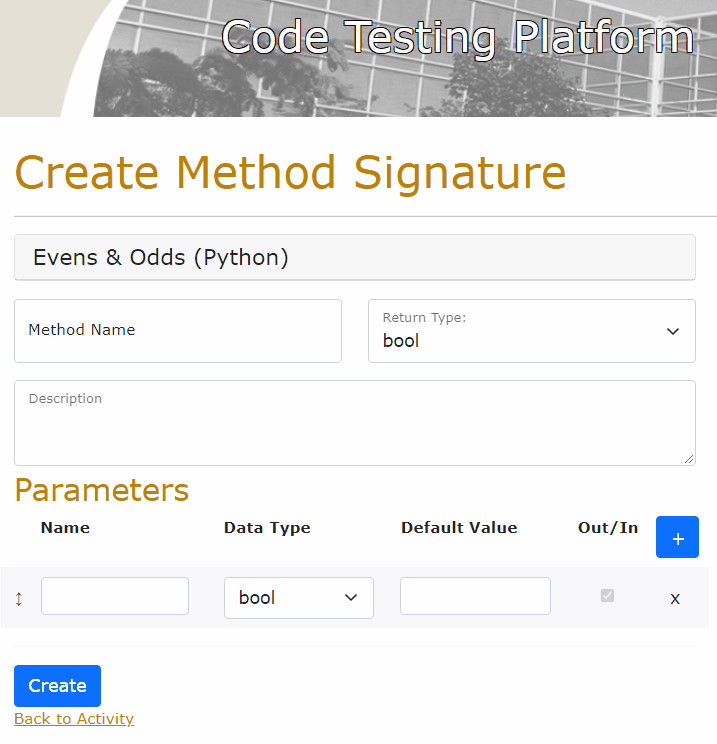 Code Testing Platform
Create Method Signature
Evens & Odds (Python)
Method Name
Return Type:
bool
Description
Parameters
Name Data Type Default Value Out/In +
↕ bool x
Create
Back to Activity